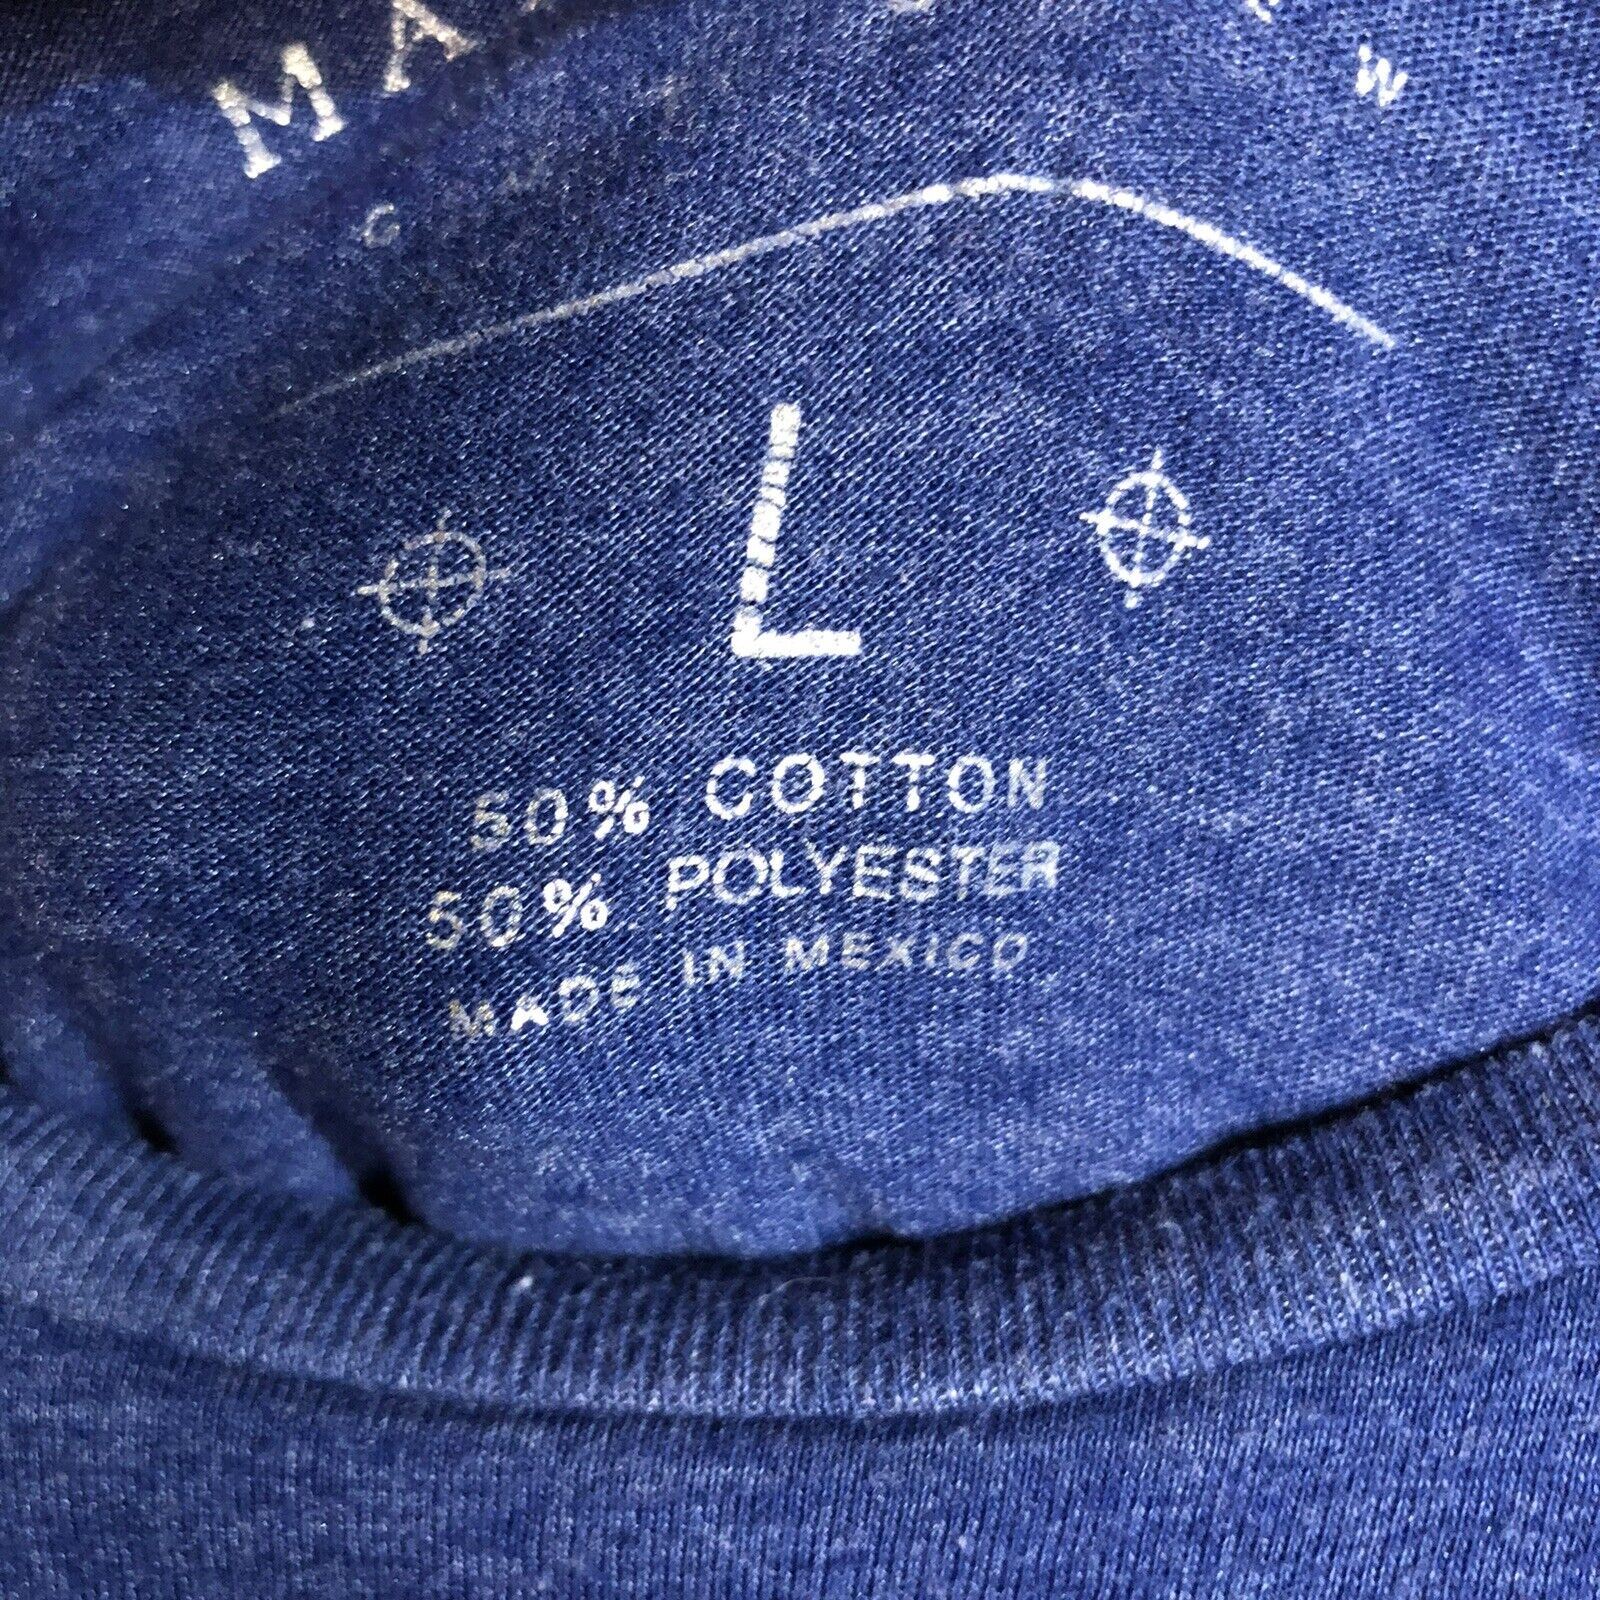 L
50% COTTON
50% POLYESTER
MADE IN MEXICO